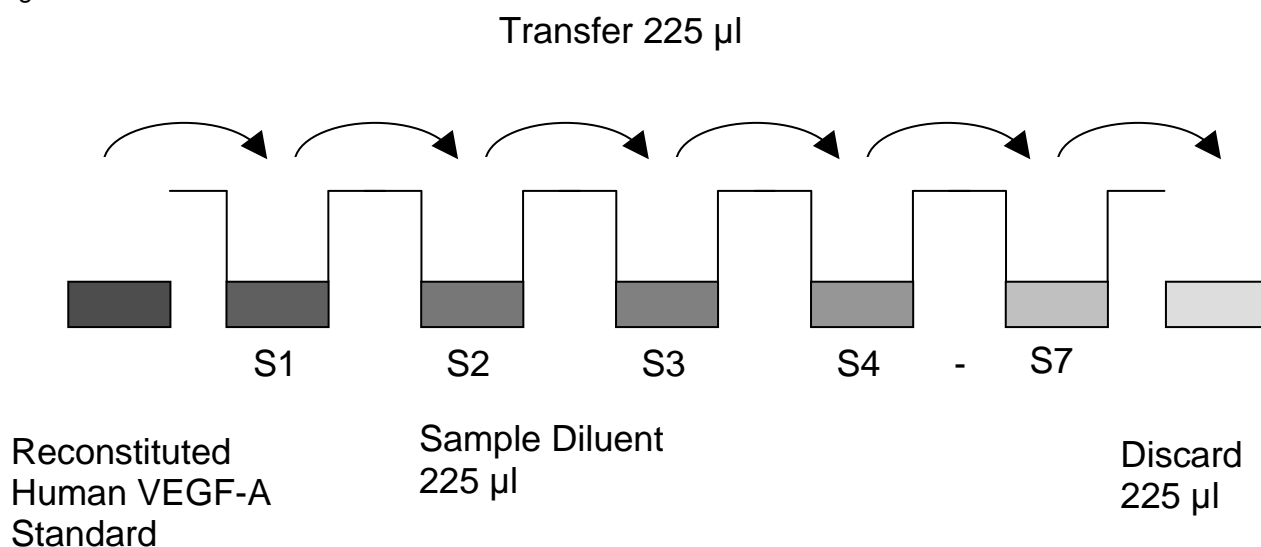 Transfer 225 µl
S1 S2 S3 S4 - S7
Reconstituted
Human VEGF-A
Standard
Sample Diluent
225 µl
Discard
225 µl